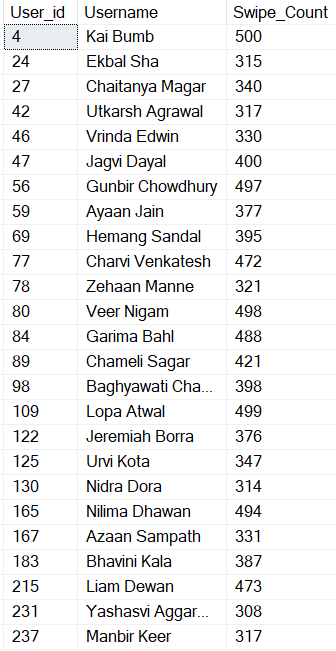 User_id Username Swipe_Count
4 Kai Bumb 500
24 Ekbal Sha 315
27 Chaitanya Magar 340
42 Utkarsh Agrawal 317
46 Vrinda Edwin 330
47 Jagvi Dayal 400
56 Gunbir Chowdhury 497
59 Ayaan Jain 377
69 Hemang Sandal 395
77 Charvi Venkatesh 472
78 Zehaan Manne 321
80 Veer Nigam 498
84 Garima Bahl 488
89 Chameli Sagar 421
98 Baghyawati Cha... 398
109 Lopa Atwal 499
122 Jeremiah Borra 376
125 Urvi Kota 347
130 Nidra Dora 314
165 Nilima Dhawan 494
167 Azaan Sampath 331
183 Bhavini Kala 387
215 Liam Dewan 473
231 Yashasvi Aggar... 308
237 Manbir Keer 317